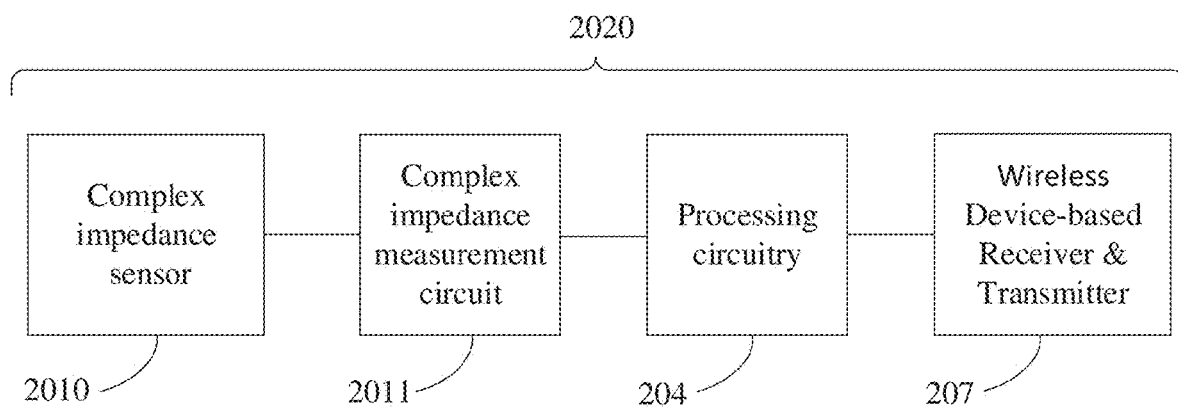 2020
Complex
impedance
sensor
Complex
impedance
measurement
circuit
Processing
circuitry
Wireless
Device-based
Receiver &
Transmitter
2010
2011
204
207